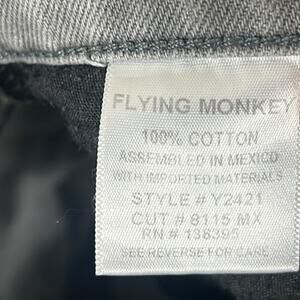 FLYING MONKEY
100% COTTON
ASSEMBLED IN MEXICO
WITH IMPORTED MATERIALS
STYLE # Y2421
CUT # 8115 MX
RN # 138395
SEE REVERSE FOR CARE